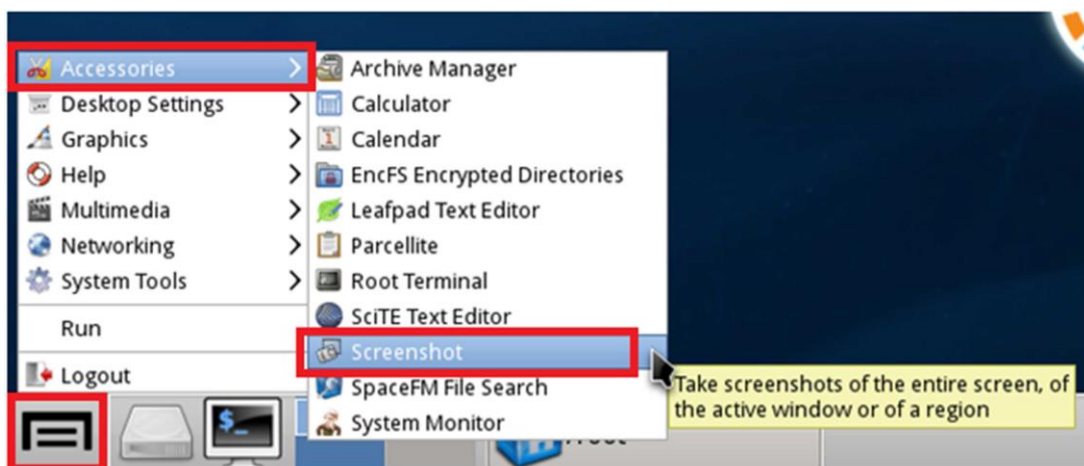 Accessories
Desktop Settings
Graphics
Help
Multimedia
Networking
System Tools
Run
Logout
Archive Manager
Calculator
Calendar
EncFS Encrypted Directories
Leafpad Text Editor
Parcellite
Root Terminal
SciTE Text Editor
Screenshot
SpaceFM File Search
System Monitor
Take screenshots of the entire screen, of
the active window or of a region
$_